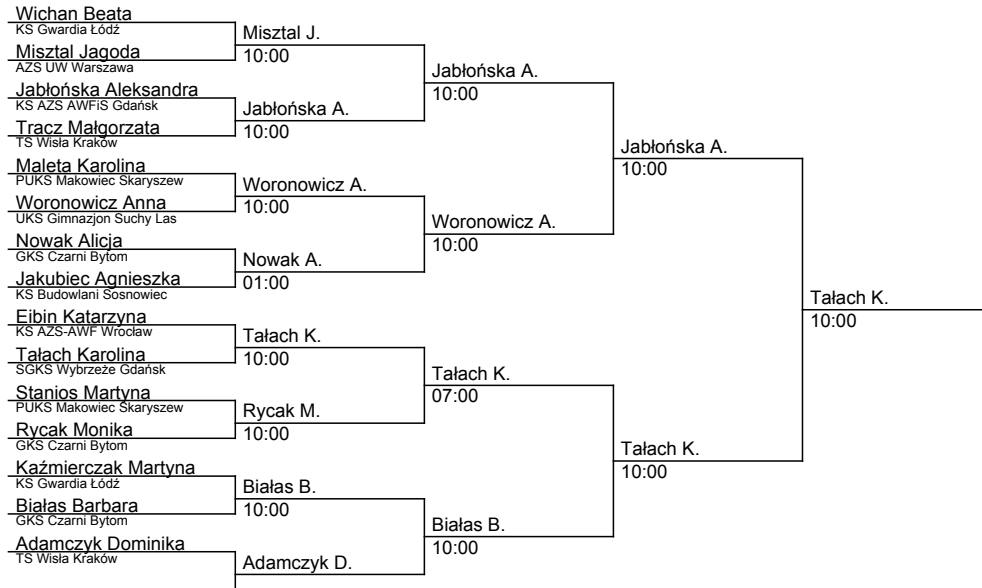 Wichan Beata
KS Gwardia Łódź
Misztal Jagoda
AZS UW Warszawa
Jabłońska Aleksandra
KS AZS AWFiS Gdańsk
Tracz Małgorzata
TS Wisła Kraków
Maleta Karolina
PUKS Makowiec Skaryszew
Woronowicz Anna
UKS Gimnazjon Suchy Las
Nowak Alicja
GKS Czarni Bytom
Jakubiec Agnieszka
KS Budowlani Sosnowiec
Eibin Katarzyna
KS AZS-AWF Wrocław
Tałach Karolina
SGKS Wybrzeże Gdańsk
Stanios Martyna
PUKS Makowiec Skaryszew
Rycak Monika
GKS Czarni Bytom
Kaźmierczak Martyna
KS Gwardia Łódź
Białas Barbara
GKS Czarni Bytom
Adamczyk Dominika
TS Wisła Kraków
Misztal J.
10:00
Jabłońska A.
10:00
Woronowicz A.
10:00
Nowak A.
01:00
Tałach K.
10:00
Rycak M.
10:00
Białas B.
10:00
Adamczyk D.
Jabłońska A.
10:00
Woronowicz A.
10:00
Tałach K.
07:00
Białas B.
10:00
Jabłońska A.
10:00
Tałach K.
10:00
Tałach K.
10:00